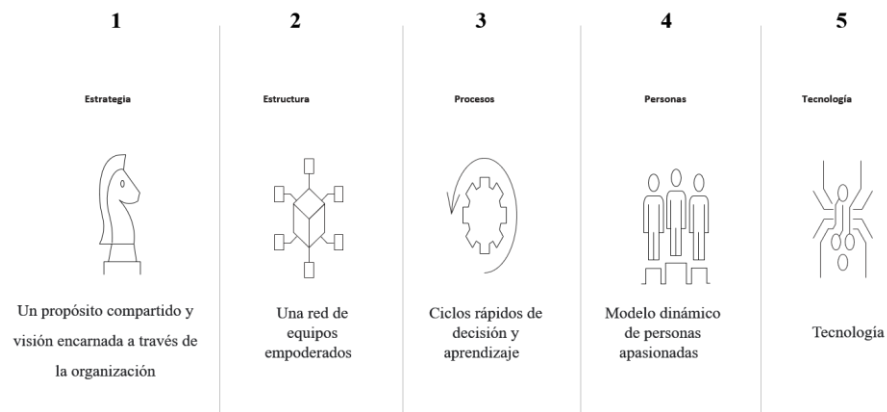 1
Estrategia
Un propósito compartido y
visión encarnada a través de
la organización
2
Estructura
Una red de
equipos
empoderados
3
Procesos
Ciclos rápidos de
decisión y
aprendizaje
4
Personas
Modelo dinámico
de personas
apasionadas
5
Tecnología
Tecnología